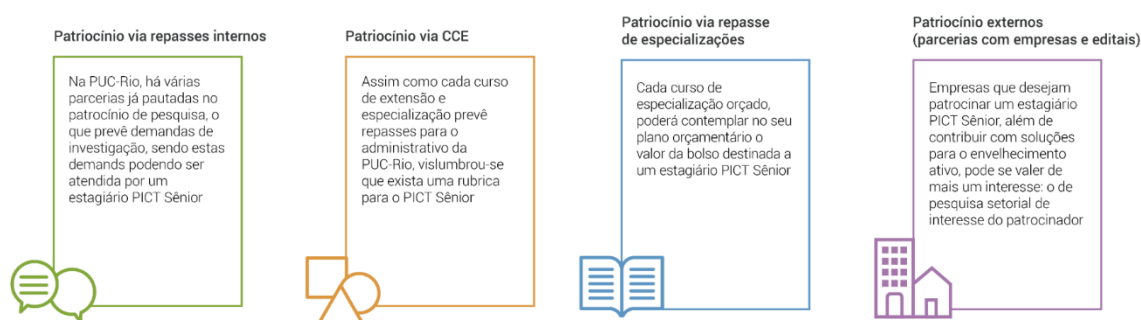 Patriocínio via repasses internos
Na PUC-Rio, há várias
parcerias já pautadas no
patrocínio de pesquisa, o
que prevê demandas de
investigação, sendo estas
demands podendo ser
atendida por um
estagiário PICT Sênior
Patriocínio via CCE
Assim como cada curso
de extensão e
especialização prevê
repasses para o
administrativo da
PUC-Rio, vislumbrou-se
que exista uma rubrica
para o PICT Sênior
Patriocínio via repasse
de especializações
Cada curso de
especialização orçado,
poderá contemplar no seu
plano orçamentário o
valor da bolso destinada a
um estagiário PICT Sênior
Patriocínio externos
(parcerias com empresas e editais)
Empresas que desejam
patrocinar um estagiário
PICT Sênior, além de
contribuir com soluções
para o envelhecimento
ativo, pode se valer de
mais um interesse: o de
pesquisa setorial de
interesse do patrocinador